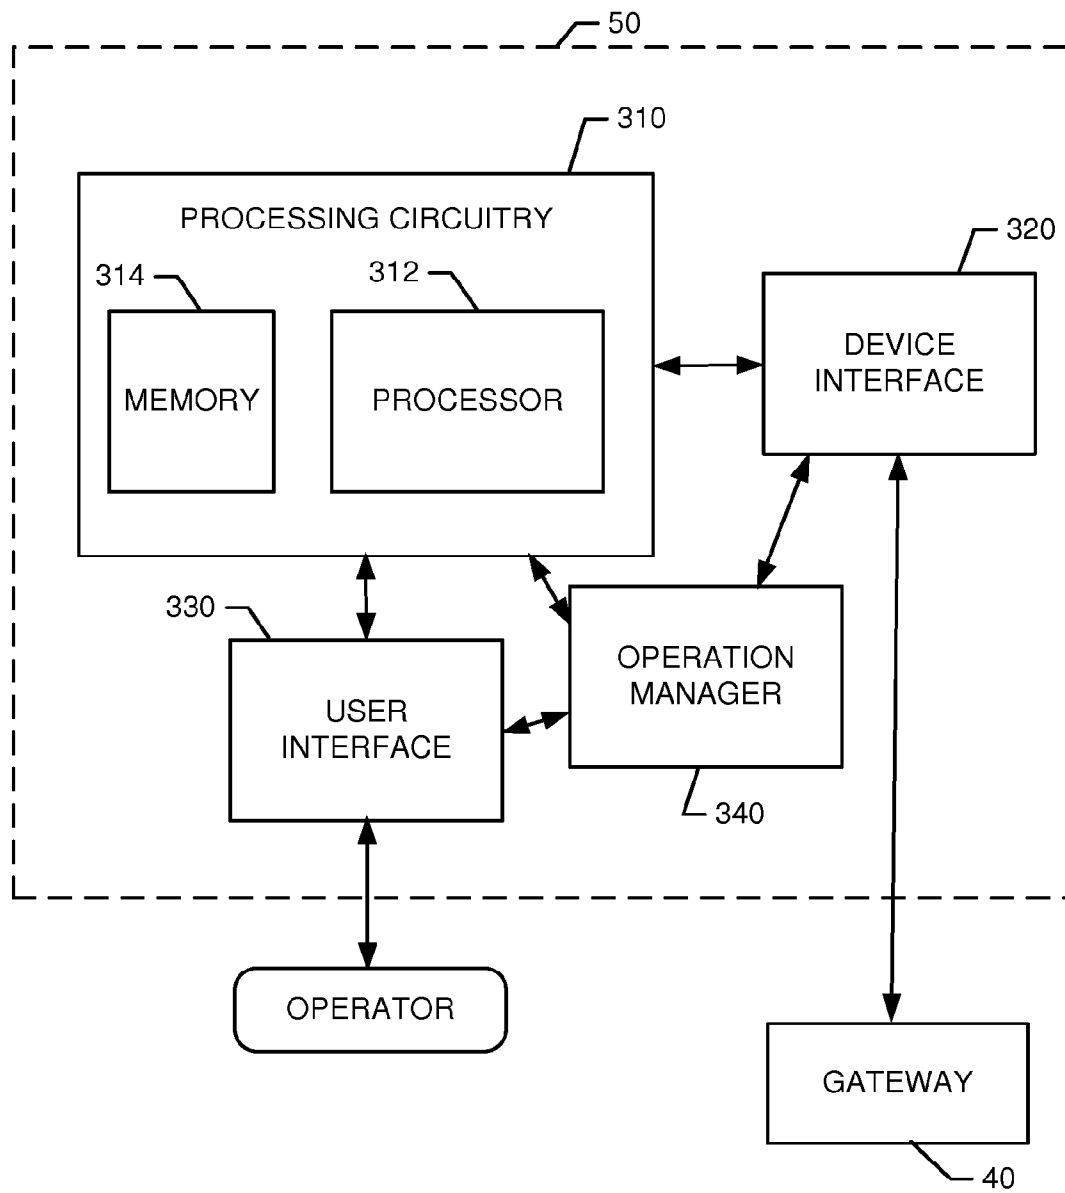 50
310
PROCESSING CIRCUITRY
320
314
312
DEVICE
INTERFACE
MEMORY
PROCESSOR
330
OPERATION
MANAGER
USER
INTERFACE
340
OPERATOR
GATEWAY
40